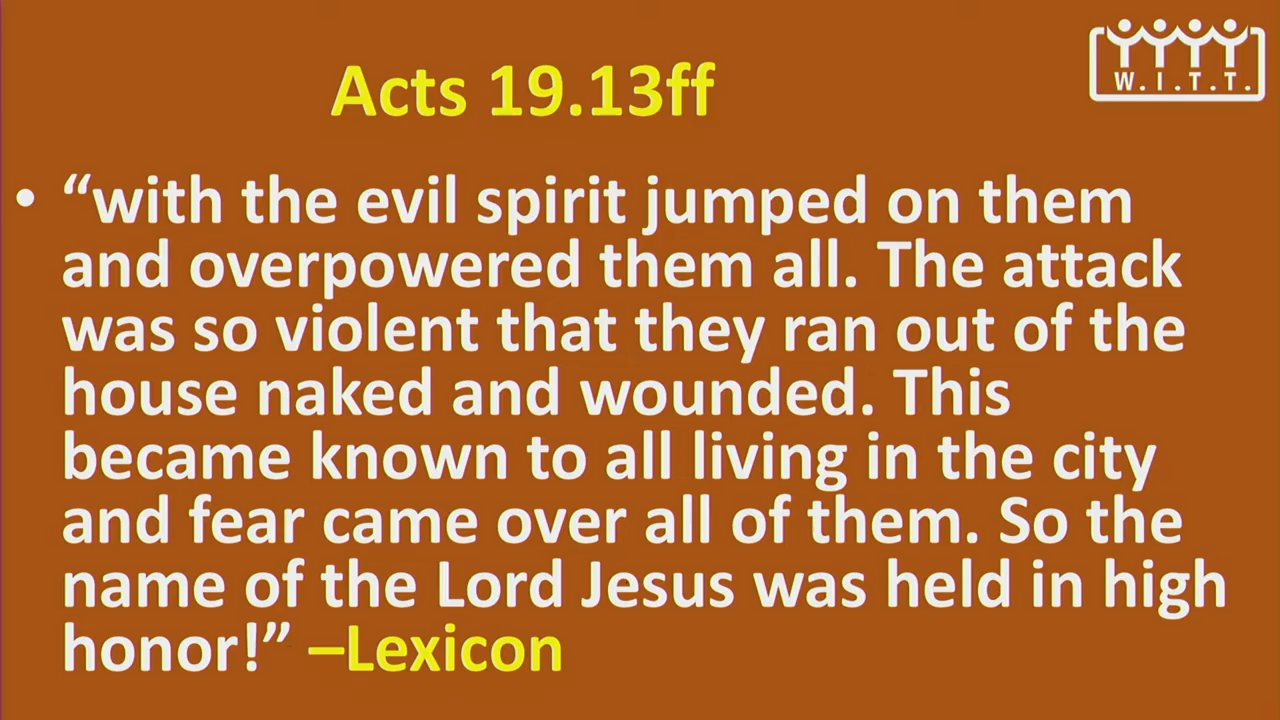 W.I.T.T.
Acts 19.13ff
• “with the evil spirit jumped on them
and overpowered them all. The attack
was so violent that they ran out of the
house naked and wounded. This
became known to all living in the city
and fear came over all of them. So the
name of the Lord Jesus was held in high
honor!” –Lexicon